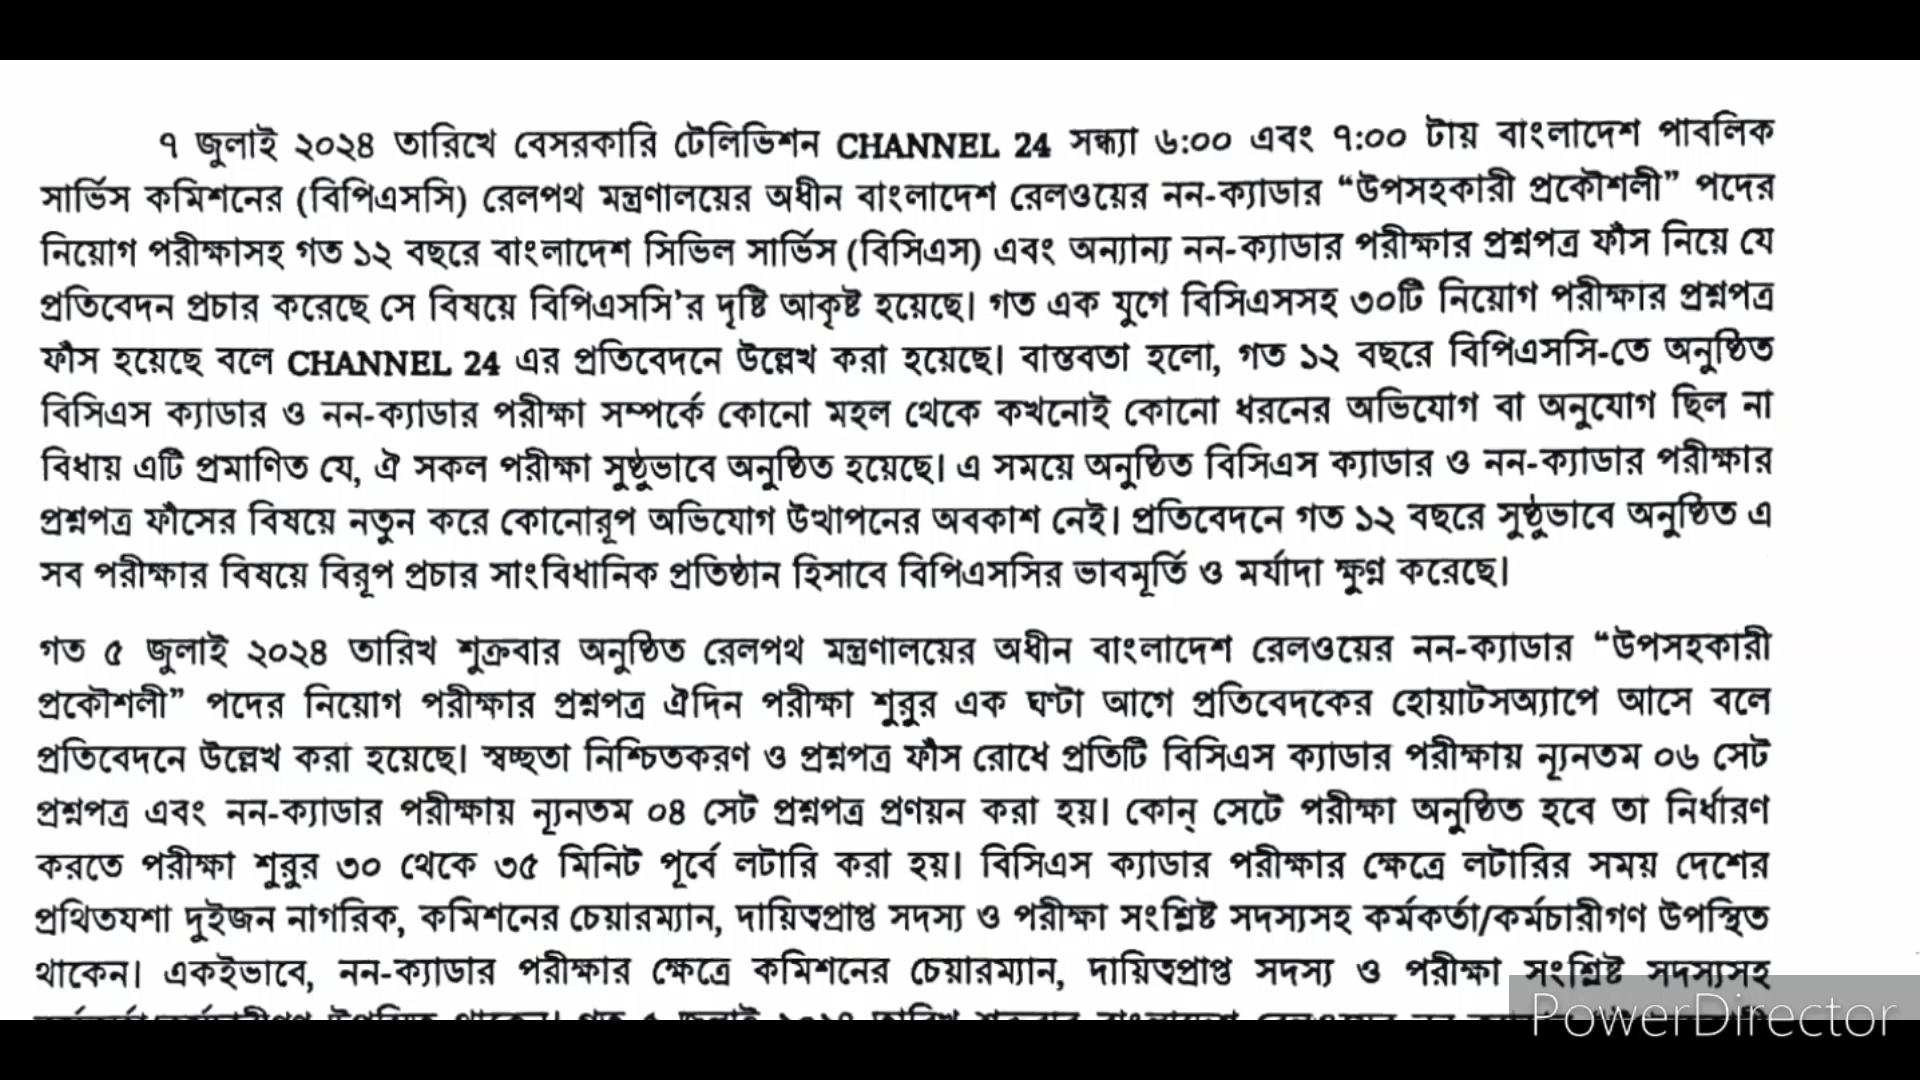 ৭ জুলাই ২০২৪ তারিখে বেসরকারি টেলিভিশন CHANNEL 24 সন্ধ্যা ৬:০০ এবং ৭:০০ টায় বাংলাদেশ পাবলিক
সার্ভিস কমিশনের (বিপিএসসি) রেলপথ মন্ত্রণালয়ের অধীন বাংলাদেশ রেলওয়ের নন-ক্যাডার “উপসহকারী প্রকৌশলী” পদের
নিয়োগ পরীক্ষাসহ গত ১২ বছরে বাংলাদেশ সিভিল সার্ভিস (বিসিএস) এবং অন্যান্য নন-ক্যাডার পরীক্ষার প্রশ্নপত্র ফাঁস নিয়ে যে
প্রতিবেদন প্রচার করেছে সে বিষয়ে বিপিএসসি’র দৃষ্টি আকৃষ্ট হয়েছে। গত এক যুগে বিসিএসসহ ৩০টি নিয়োগ পরীক্ষার প্রশ্নপত্র
ফাঁস হয়েছে বলে CHANNEL 24 এর প্রতিবেদনে উল্লেখ করা হয়েছে। বাস্তবতা হলো, গত ১২ বছরে বিপিএসসি-তে অনুষ্ঠিত
বিসিএস ক্যাডার ও নন-ক্যাডার পরীক্ষা সম্পর্কে কোনো মহল থেকে কখনোই কোনো ধরনের অভিযোগ বা অনুযোগ ছিল না
বিধায় এটি প্রমাণিত যে, ঐ সকল পরীক্ষা সুষ্ঠুভাবে অনুষ্ঠিত হয়েছে। এ সময়ে অনুষ্ঠিত বিসিএস ক্যাডার ও নন-ক্যাডার পরীক্ষার
প্রশ্নপত্র ফাঁসের বিষয়ে নতুন করে কোনোরূপ অভিযোগ উত্থাপনের অবকাশ নেই। প্রতিবেদনে গত ১২ বছরে সুষ্ঠুভাবে অনুষ্ঠিত এ
সব পরীক্ষার বিষয়ে বিরূপ প্রচার সাংবিধানিক প্রতিষ্ঠান হিসাবে বিপিএসসির ভাবমূর্তি ও মর্যাদা ক্ষুণ্ণ করেছে।
গত ৫ জুলাই ২০২৪ তারিখ শুক্রবার অনুষ্ঠিত রেলপথ মন্ত্রণালয়ের অধীন বাংলাদেশ রেলওয়ের নন-ক্যাডার “উপসহকারী
প্রকৌশলী” পদের নিয়োগ পরীক্ষার প্রশ্নপত্র ঐদিন পরীক্ষা শুরুর এক ঘণ্টা আগে প্রতিবেদকের হোয়াটসঅ্যাপে আসে বলে
প্রতিবেদনে উল্লেখ করা হয়েছে। স্বচ্ছতা নিশ্চিতকরণ ও প্রশ্নপত্র ফাঁস রোধে প্রতিটি বিসিএস ক্যাডার পরীক্ষায় ন্যূনতম ০৬ সেট
প্রশ্নপত্র এবং নন-ক্যাডার পরীক্ষায় ন্যূনতম ০৪ সেট প্রশ্নপত্র প্রণয়ন করা হয়। কোন্ সেটে পরীক্ষা অনুষ্ঠিত হবে তা নির্ধারণ
করতে পরীক্ষা শুরুর ৩০ থেকে ৩৫ মিনিট পূর্বে লটারি করা হয়। বিসিএস ক্যাডার পরীক্ষার ক্ষেত্রে লটারির সময় দেশের
প্রথিতযশা দুইজন নাগরিক, কমিশনের চেয়ারম্যান, দায়িত্বপ্রাপ্ত সদস্য ও পরীক্ষা সংশ্লিষ্ট সদস্যসহ কর্মকর্তা/কর্মচারীগণ উপস্থিত
থাকেন। একইভাবে, নন-ক্যাডার পরীক্ষার ক্ষেত্রে কমিশনের চেয়ারম্যান, দায়িত্বপ্রাপ্ত সদস্য ও পরীক্ষা সংশ্লিষ্ট সদস্যসহ
PowerDirector